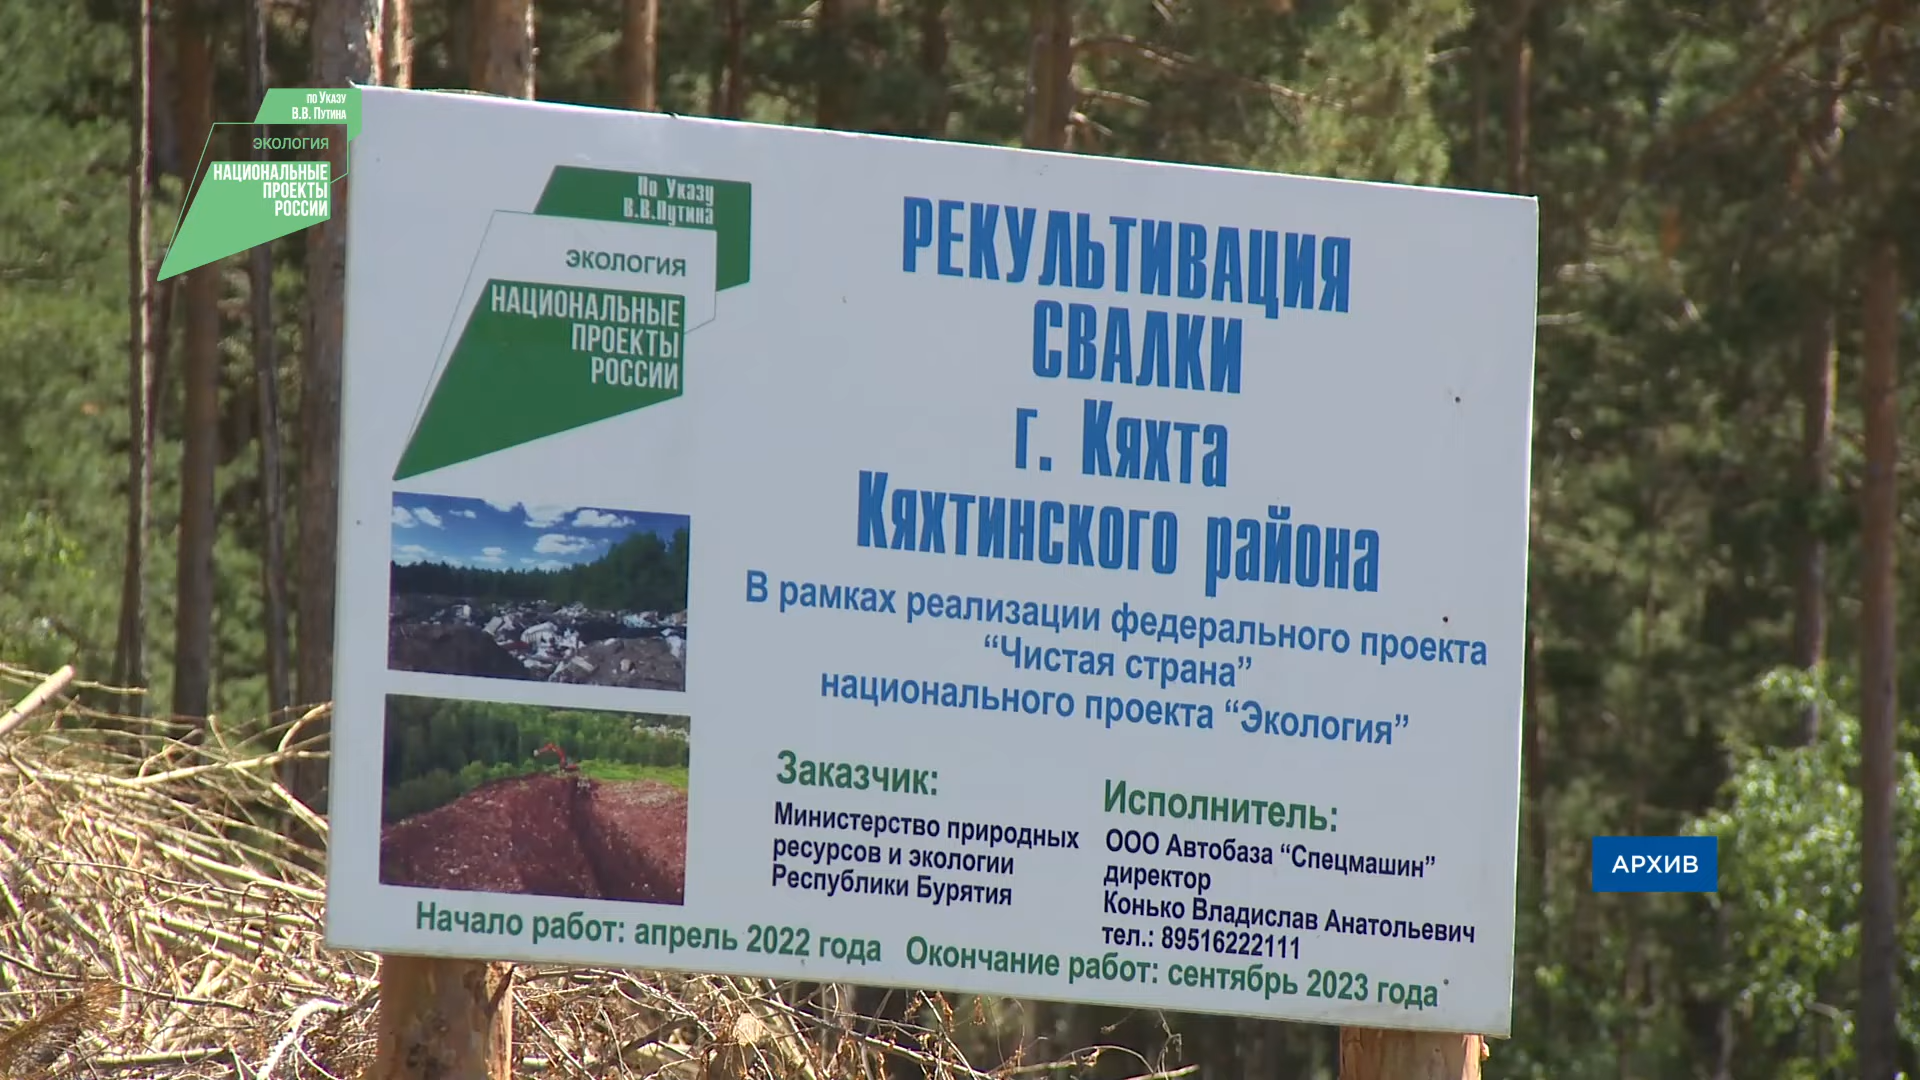 по Указу
В.В. Путина
ЭКОЛОГИЯ
НАЦИОНАЛЬНЫЕ
ПРОЕКТЫ
РОССИИ
По Указу
В.В.Путина
ЭКОЛОГИЯ
НАЦИОНАЛЬНЫЕ
ПРОЕКТЫ
РОССИИ
РЕКУЛЬТИВАЦИЯ
СВАЛКИ
г. Кяхта
Кяхтинского района
В рамках реализации федерального проекта
“Чистая страна”
национального проекта “Экология”
Заказчик:
Министерство природных
ресурсов и экологии
Республики Бурятия
Исполнитель:
ООО Автобаза “Спецмашин”
директор
Конько Владислав Анатольевич
тел.: 89516222111
Начало работ: апрель 2022 года Окончание работ: сентябрь 2023 года
АРХИВ